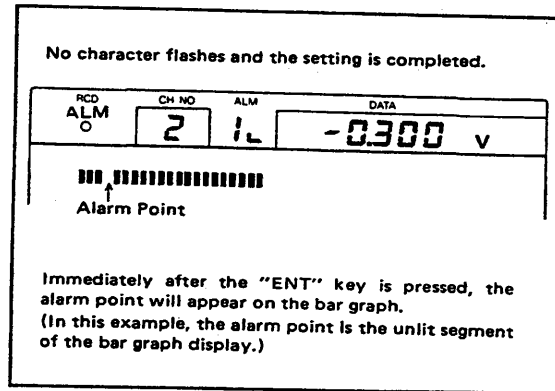 No character flashes and the setting is completed.
RCD CH NO ALM DATA
ALM 2 1L -0.300 V
Alarm Point
Immediately after the "ENT" key is pressed, the
alarm point will appear on the bar graph.
(In this example, the alarm point is the unlit segment
of the bar graph display.)